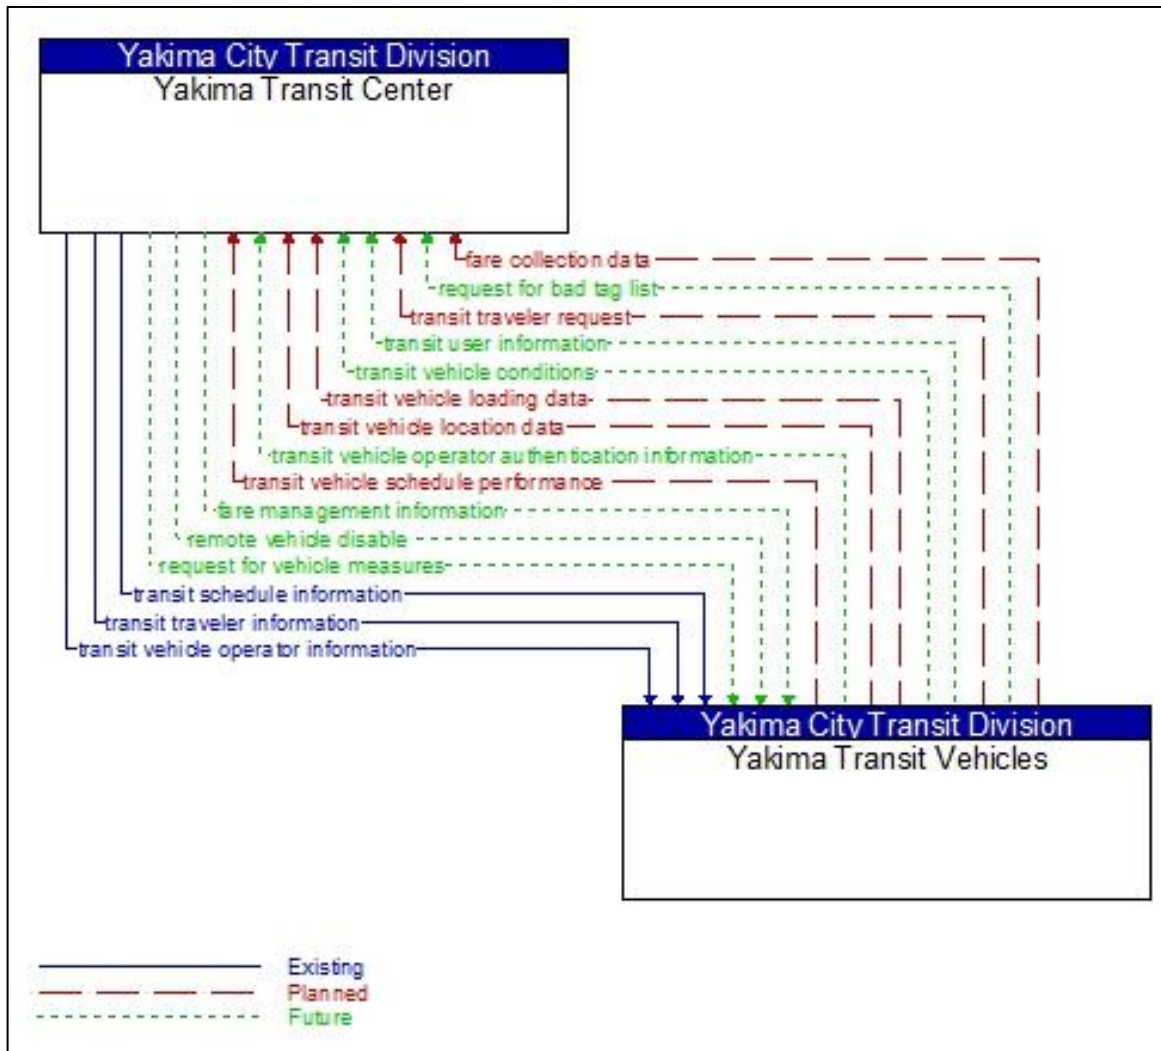 Yakima City Transit Division
Yakima Transit Center
fare collection data
request for bad tag list
transit traveler request
transit user information
transit vehicle conditions
transit vehicle loading data
transit vehicle location data
transit vehicle operator authentication information
transit vehicle schedule performance
fare management information
remote vehicle disable
request for vehicle measures
transit schedule information
transit traveler information
transit vehicle operator information
Yakima City Transit Division
Yakima Transit Vehicles
Existing
Planned
Future